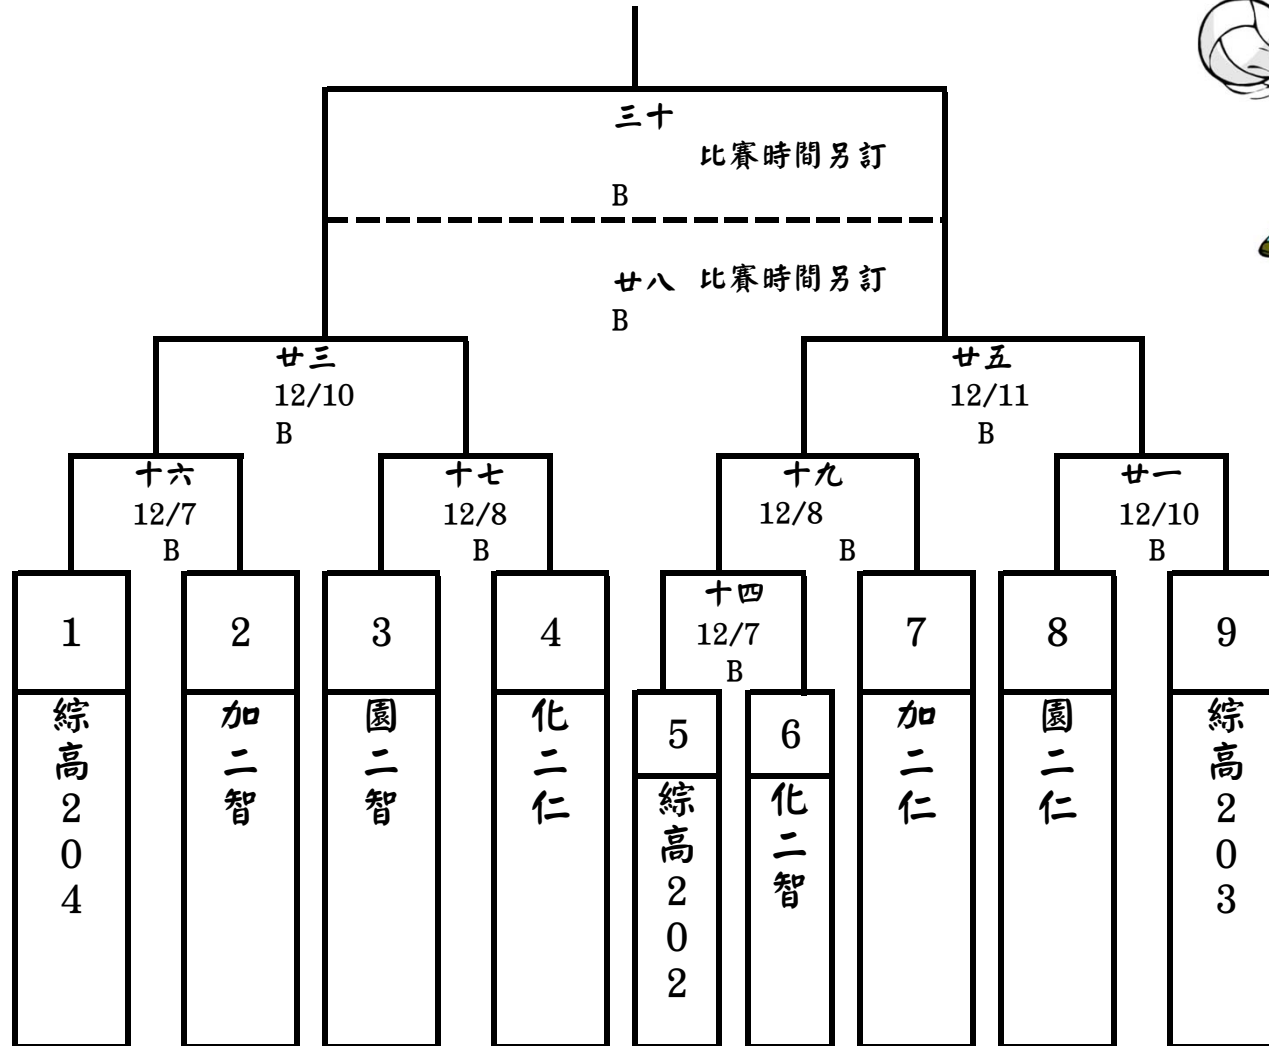 三十
比賽時間另訂
B
廿八 比賽時間另訂
B
廿三
12/10
B
廿五
12/11
B
十六
12/7
B
十七
12/8
B
十九
12/8
B
廿一
12/10
B
十四
12/7
B
1
2
3
4
5
6
7
8
9
綜高204
加二智
園二智
化二仁
綜高202
化二智
加二仁
園二仁
綜高203